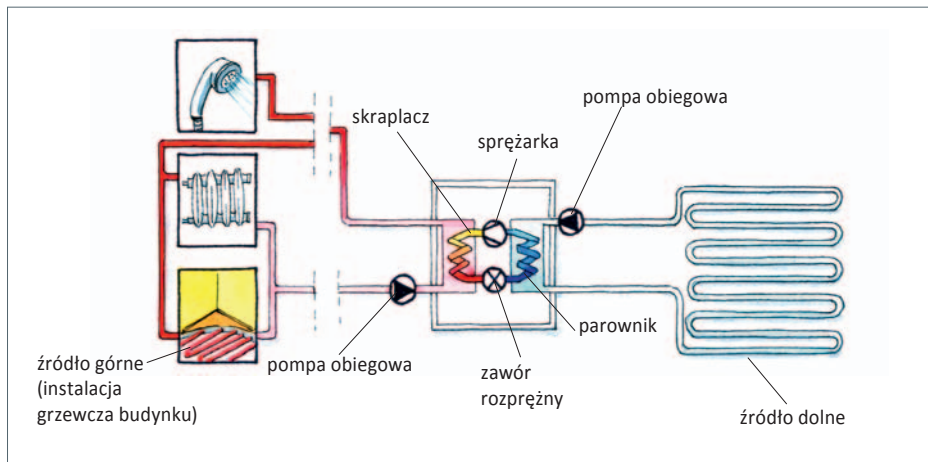 pompa obiegowa
skraplacz
sprężarka
parownik
pompa obiegowa
źródło górne
(instalacja
grzewcza budynku)
zawór
rozprężny
źródło dolne